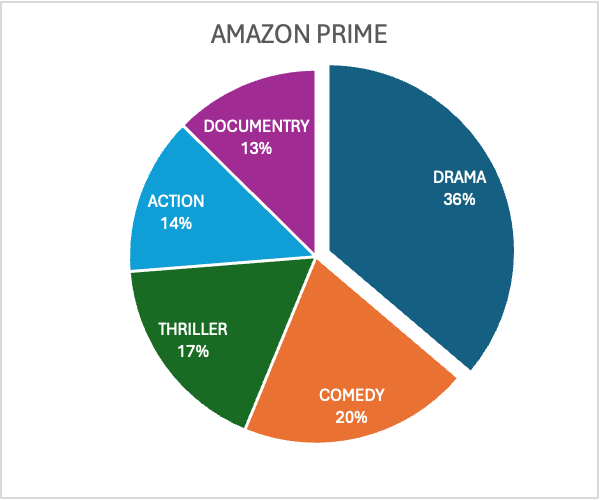 AMAZON PRIME
DOCUMENTRY
13%
DRAMA
36%
ACTION
14%
THRILLER
17%
COMEDY
20%